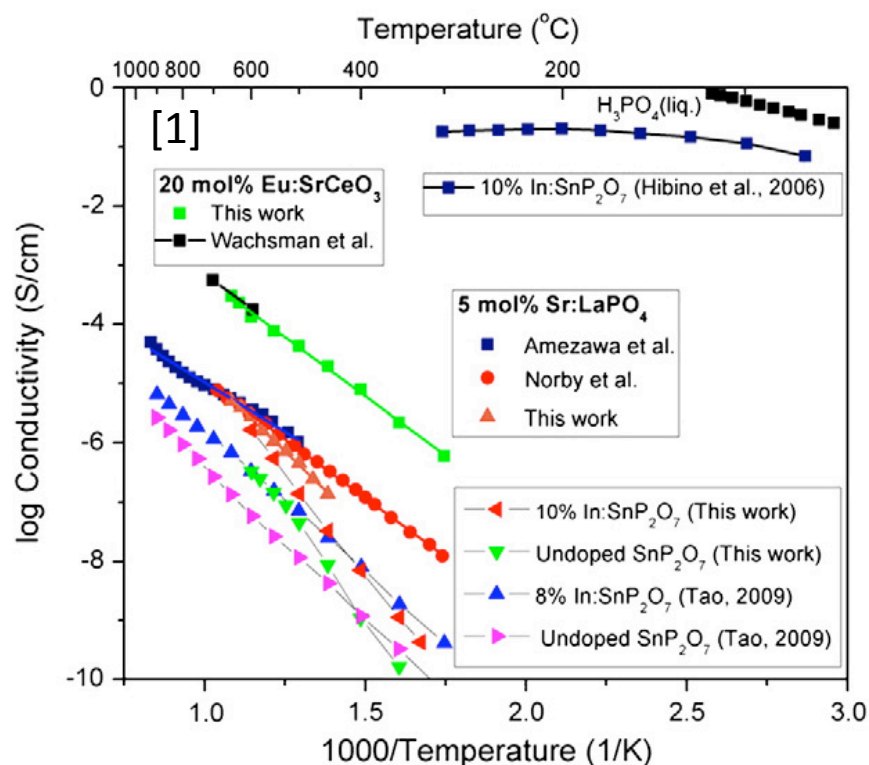 Temperature (°C)
1000 800 600 400 200
0
[1]
H₃PO₄(liq.)
20 mol% Eu:SrCeO₃
This work
Wachsman et al.
10% In:SnP₂O₇ (Hibino et al., 2006)
-2
5 mol% Sr:LaPO₄
Amezawa et al.
Norby et al.
This work
-4
-6
10% In:SnP₂O₇ (This work)
Undoped SnP₂O₇ (This work)
8% In:SnP₂O₇ (Tao, 2009)
Undoped SnP₂O₇ (Tao, 2009)
-8
-10
log Conductivity (S/cm)
1.0 1.5 2.0 2.5 3.0
1000/Temperature (1/K)